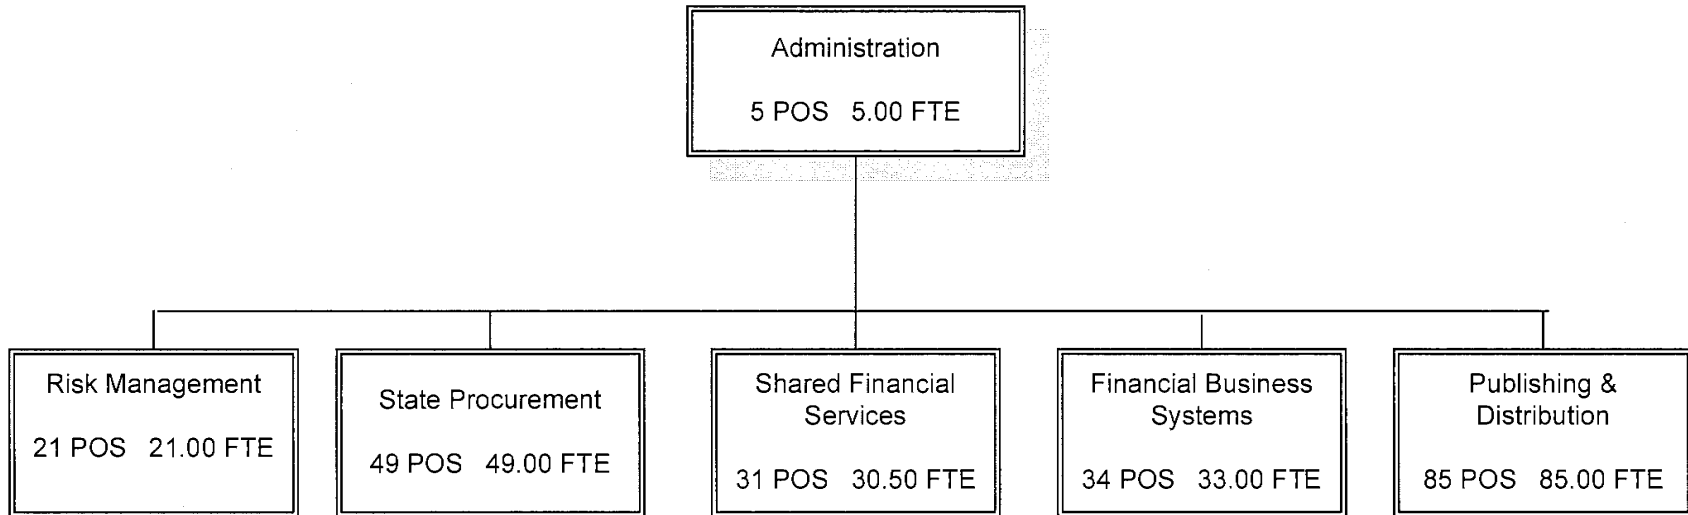 Administration
5 POS 5.00 FTE
Risk Management
21 POS 21.00 FTE
State Procurement
49 POS 49.00 FTE
Shared Financial
Services
31 POS 30.50 FTE
Financial Business
Systems
34 POS 33.00 FTE
Publishing &
Distribution
85 POS 85.00 FTE